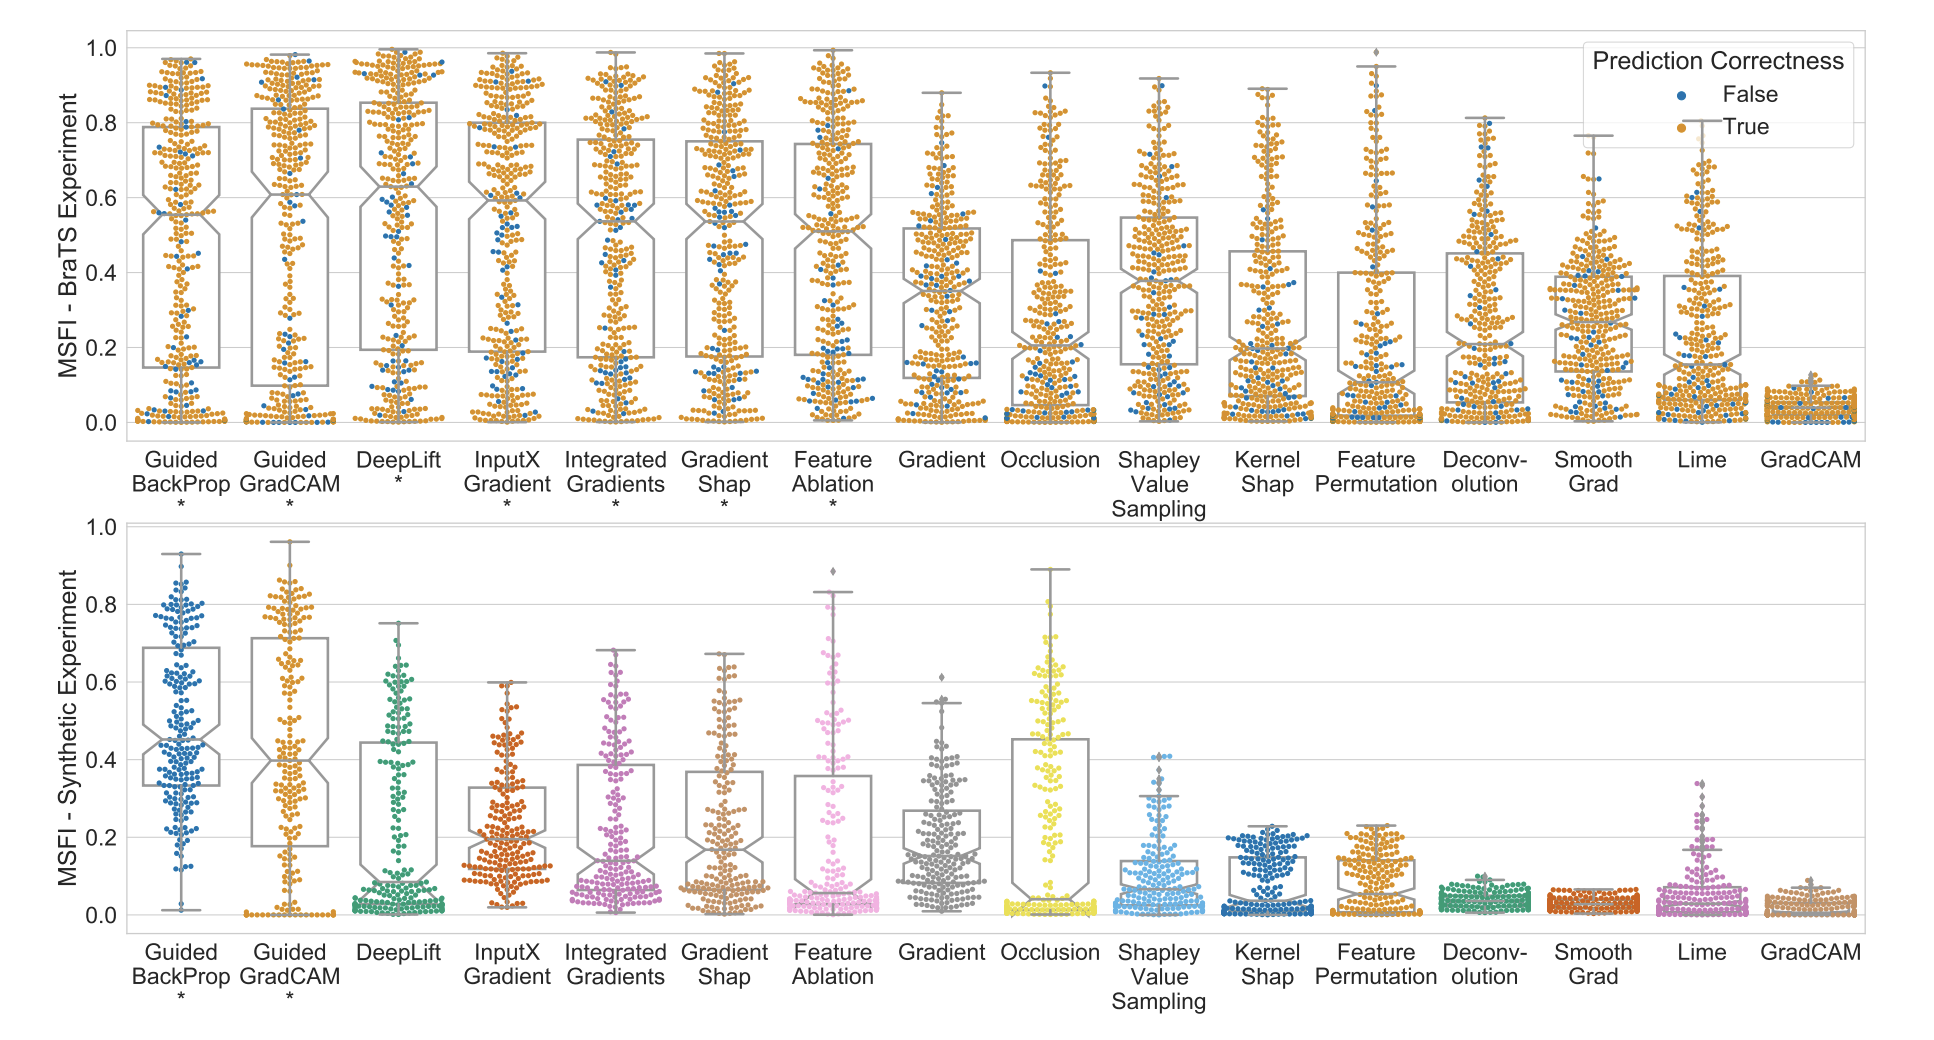 MSFI - BraTS Experiment
1.0
0.8
0.6
0.4
0.2
0.0
Prediction Correctness
False
True
Guided BackProp *
Guided GradCAM *
DeepLift *
InputX Gradient *
Integrated Gradients *
Gradient Shap *
Feature Ablation *
Gradient
Occlusion
Shapley Value Sampling
Kernel Shap
Feature Permutation
Deconv-olution
Smooth Grad
Lime
GradCAM
MSFI - Synthetic Experiment
1.0
0.8
0.6
0.4
0.2
0.0
Guided BackProp *
Guided GradCAM *
DeepLift
InputX Gradient
Integrated Gradients
Gradient Shap
Feature Ablation
Gradient
Occlusion
Shapley Value Sampling
Kernel Shap
Feature Permutation
Deconv-olution
Smooth Grad
Lime
GradCAM